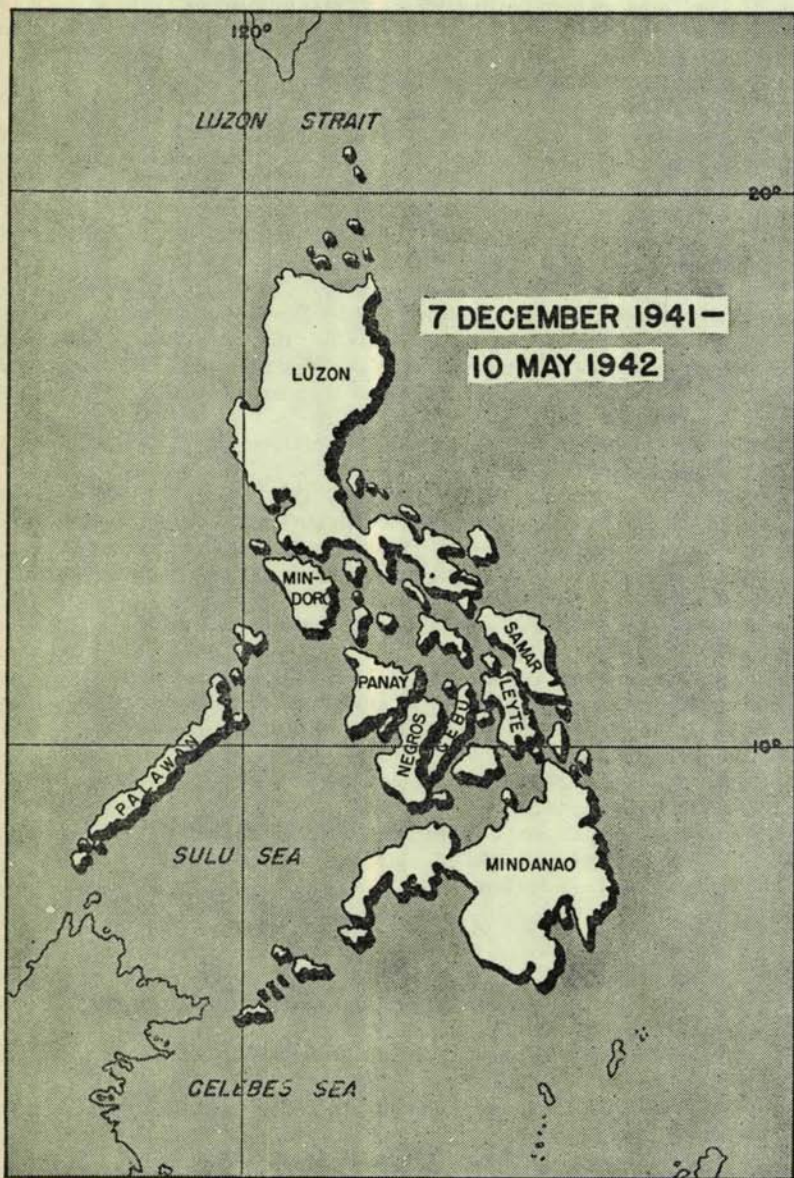 120°
LUZON STRAIT
20°
7 DECEMBER 1941—
10 MAY 1942
LUZON
MIN-
DORO
SAMAR
PANAY
LEYTE
CEBU
NEGROS
10°
PALAWAN
SULU SEA
MINDANAO
CELEBES SEA